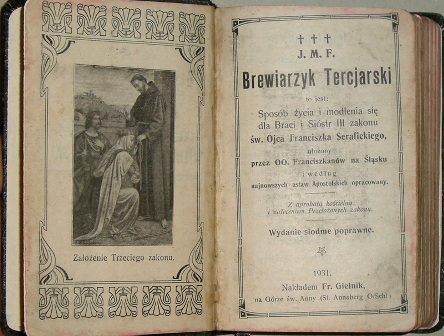 Założenie Trzeciego zakonu.
† † †
J. M. F.
Brewiarzyk Tercjarski
to jest:
Sposób życia i modlenia się
dla Braci i Sióstr III zakonu
św. Ojca Franciszka Serafickiego,
ułożony
przez OO. Franciszkanów na Śląsku
i według
najnowszych ustaw Apostolskich opracowany.
Z aprobatą kościelną
i zaleceniem Przełożonych zakonu.
Wydanie siódme poprawne.
1931.
Nakładem Fr. Gielnik,
na Górze św. Anny (St. Annaberg O/Schl.)